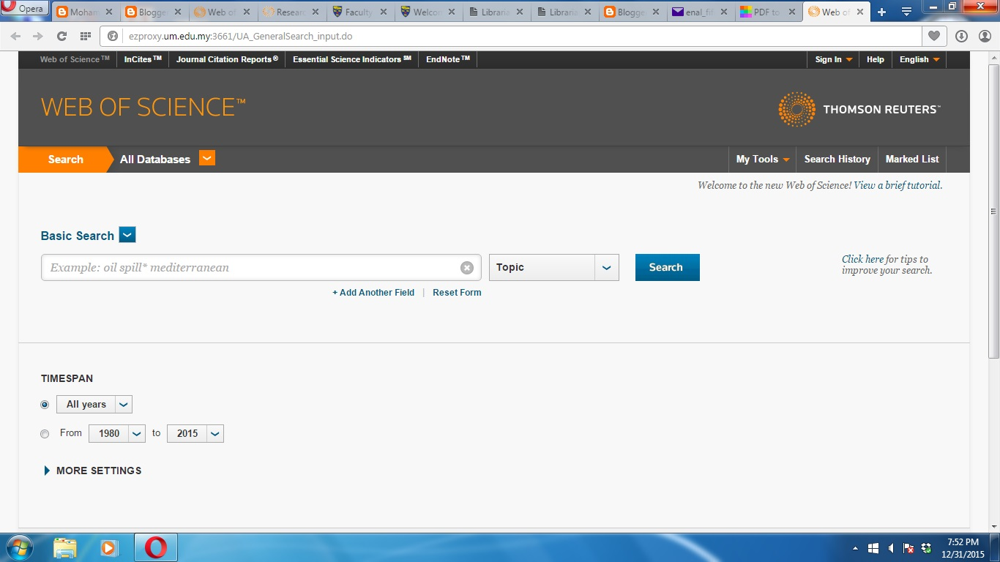 Opera
Moham
Blogge
Web of
Resear
Faculty
Welcom
Libraria
Libraria
Blogge
enal_fif
PDF to
Web of
ezproxy.um.edu.my:3661/UA_GeneralSearch_input.do
Web of Science™ InCites™ Journal Citation Reports® Essential Science Indicators℠ EndNote™ Sign In Help English
WEB OF SCIENCE™
THOMSON REUTERS™
Search All Databases My Tools Search History Marked List
Welcome to the new Web of Science! View a brief tutorial.
Basic Search
Example: oil spill* mediterranean Topic Search
Click here for tips to
improve your search.
+ Add Another Field | Reset Form
TIMESPAN
All years
From 1980 to 2015
MORE SETTINGS
7:52 PM
12/31/2015